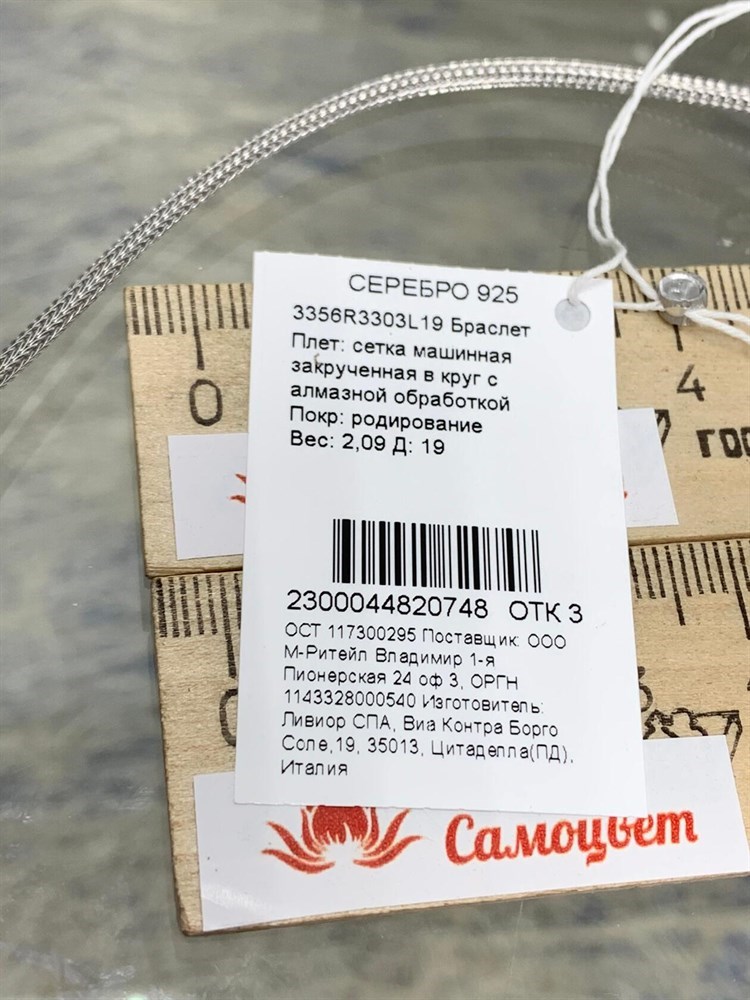 СЕРЕБРО 925
3356R3303L19 Браслет
Плет: сетка машинная
закрученная в круг с
алмазной обработкой
Покр: родирование
Вес: 2,09 Д: 19
2300044820748 ОТК 3
ОСТ 117300295 Поставщик: ООО
М-Ритейл Владимир 1-я
Пионерская 24 оф 3, ОРГН
1143328000540 Изготовитель:
Ливиор СПА, Виа Контра Борго
Соле,19, 35013, Цитаделла(ПД),
Италия
0
4
ГОС
Самоцвет